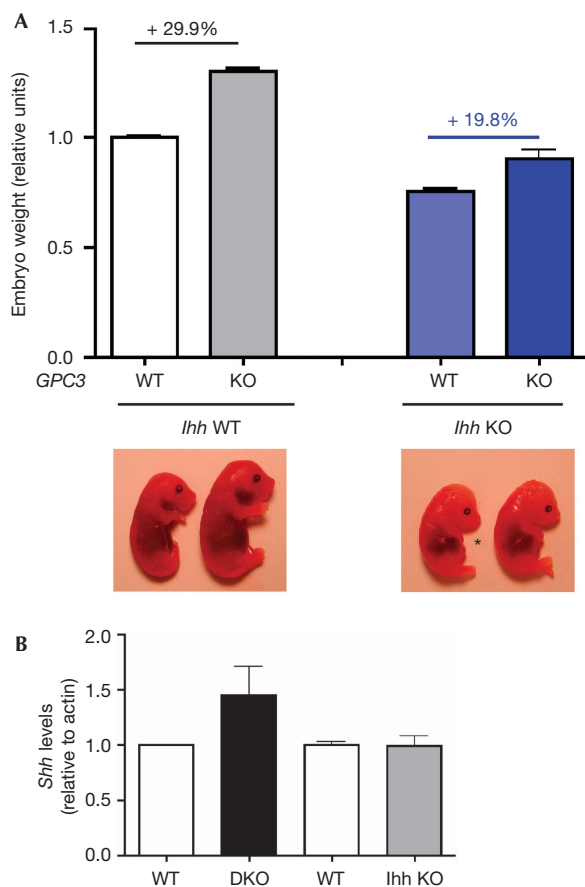 A
Embryo weight (relative units)
1.5
1.0
0.5
0.0
+ 29.9%
+ 19.8%
GPC3
WT
KO
WT
KO
Ihh WT
Ihh KO
*
B
Shh levels
(relative to actin)
2.0
1.5
1.0
0.5
0.0
WT
DKO
WT
Ihh KO